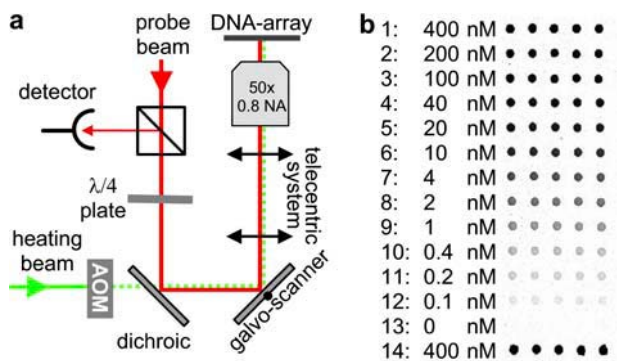 a
probe
beam
DNA-array
detector
50x
0.8 NA
λ/4
plate
telecentric
system
heating
beam
AOM
dichroic
galvo-scanner
b
1: 400 nM
2: 200 nM
3: 100 nM
4: 40 nM
5: 20 nM
6: 10 nM
7: 4 nM
8: 2 nM
9: 1 nM
10: 0.4 nM
11: 0.2 nM
12: 0.1 nM
13: 0 nM
14: 400 nM